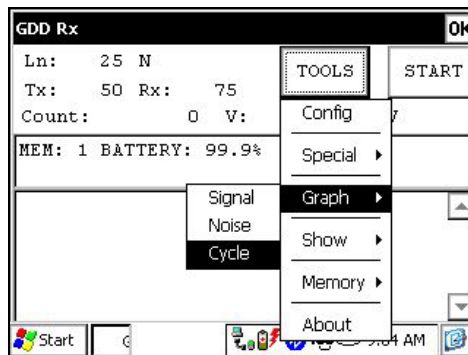 GDD Rx OK
Ln: 25 N
TOOLS START
Tx: 50 Rx: 75
Count: 0 V:
Config
MEM: 1 BATTERY: 99.9%
Special
Signal
Graph
Noise
Show
Cycle
Memory
About
Start
AM